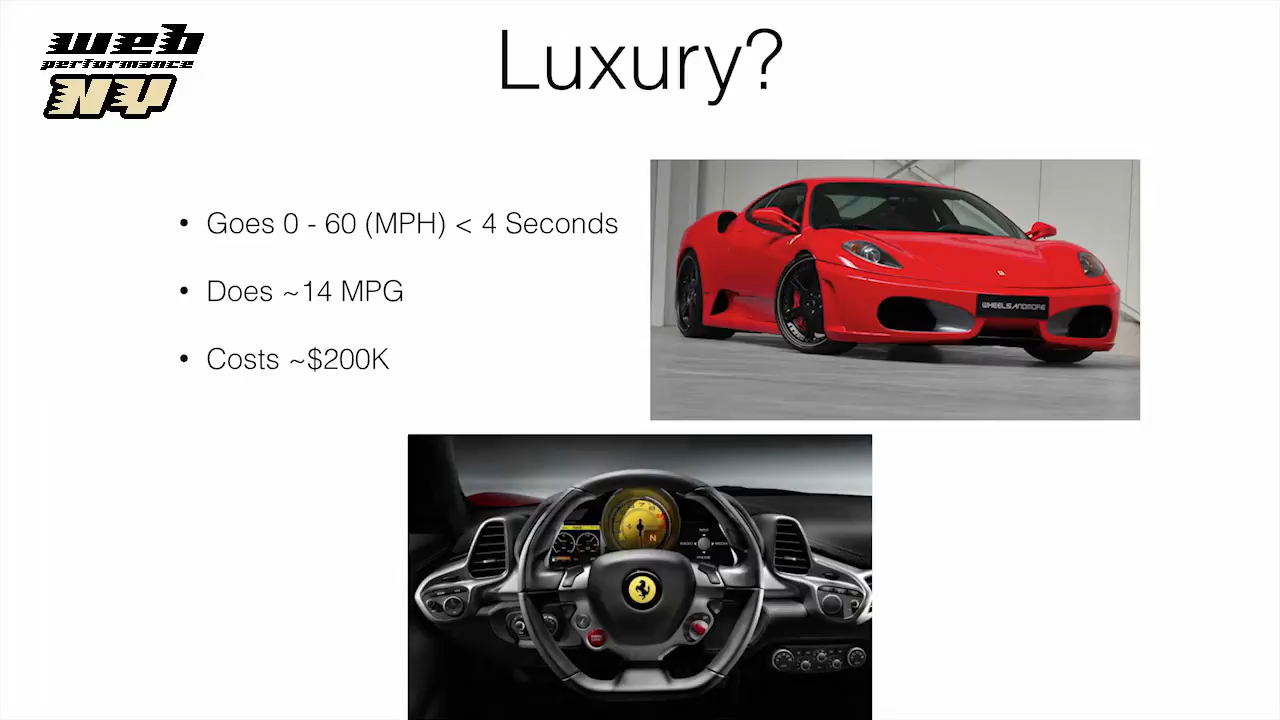 web
performance
NY
Luxury?
• Goes 0 - 60 (MPH) < 4 Seconds
• Does ~14 MPG
• Costs ~$200K
WHEELSANDMORE
N